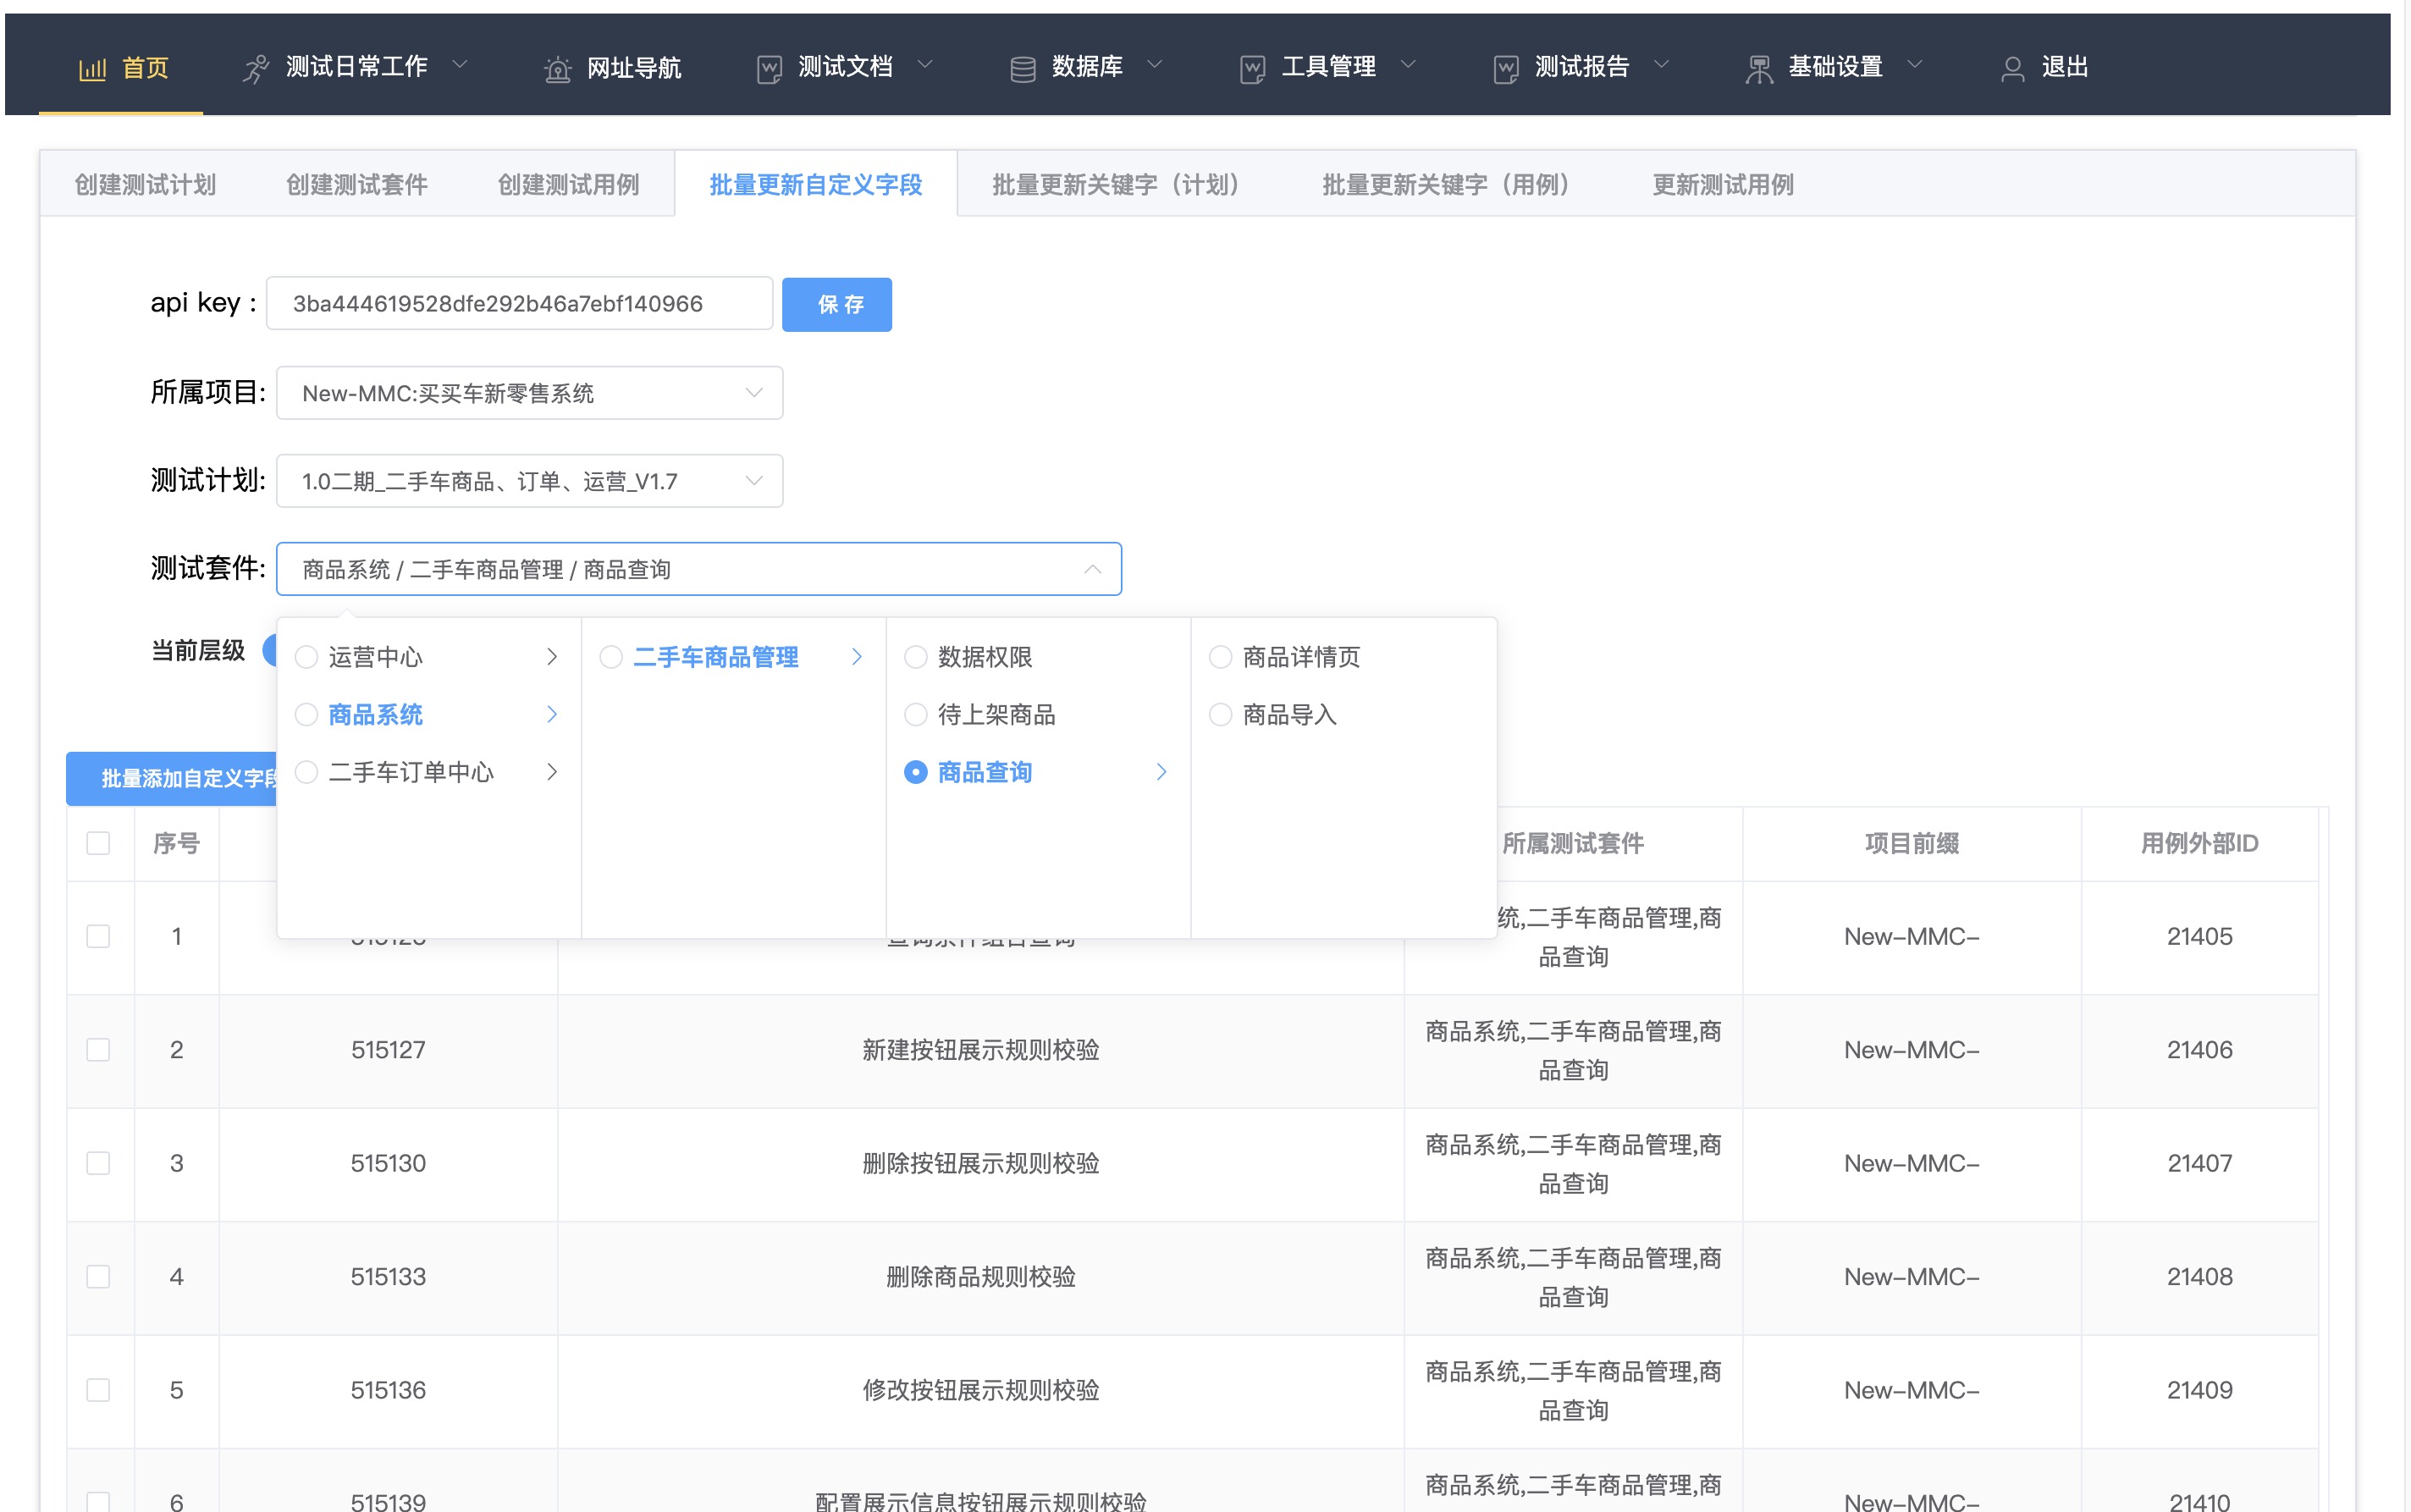 首页 测试日常工作 网址导航 测试文档 数据库 工具管理 测试报告 基础设置 退出
创建测试计划 创建测试套件 创建测试用例 批量更新自定义字段 批量更新关键字（计划） 批量更新关键字（用例） 更新测试用例
api key : 3ba444619528dfe292b46a7ebf140966 保 存
所属项目: New-MMC:买买车新零售系统
测试计划: 1.0二期_二手车商品、订单、运营_V1.7
测试套件: 商品系统 / 二手车商品管理 / 商品查询
当前层级
运营中心 二手车商品管理 数据权限 商品详情页
商品系统 待上架商品 商品导入
二手车订单中心 商品查询
批量添加自定义字段
序号 所属测试套件 项目前缀 用例外部ID
1 查询条件组合查询 统,二手车商品管理,商 New-MMC- 21405
品查询
2 515127 新建按钮展示规则校验 商品系统,二手车商品管理,商 New-MMC- 21406
品查询
3 515130 删除按钮展示规则校验 商品系统,二手车商品管理,商 New-MMC- 21407
品查询
4 515133 删除商品规则校验 商品系统,二手车商品管理,商 New-MMC- 21408
品查询
5 515136 修改按钮展示规则校验 商品系统,二手车商品管理,商 New-MMC- 21409
品查询
6 515139 配置展示信息按钮展示规则校验 商品系统,二手车商品管理,商 New-MMC- 21410